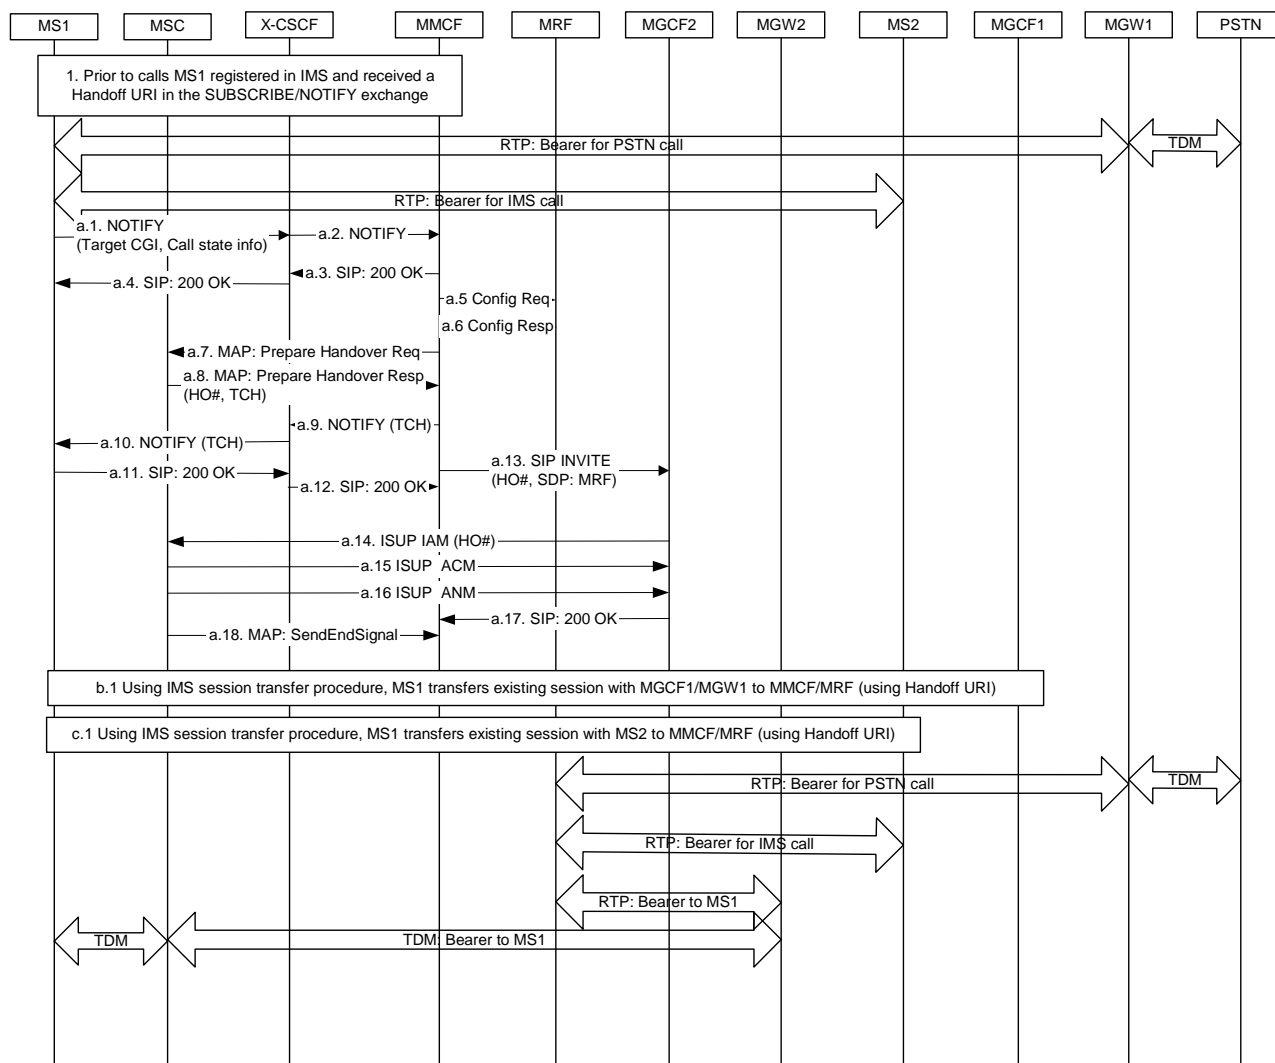 MS1
MSC
X-CSCF
MMCF
MRF
MGCF2
MGW2
MS2
MGCF1
MGW1
PSTN
1. Prior to calls MS1 registered in IMS and received a
Handoff URI in the SUBSCRIBE/NOTIFY exchange
RTP: Bearer for PSTN call
TDM
RTP: Bearer for IMS call
a.1. NOTIFY
(Target CGI, Call state info)
a.2. NOTIFY
a.3. SIP: 200 OK
a.4. SIP: 200 OK
a.5 Config Req
a.6 Config Resp
a.7. MAP: Prepare Handover Req
a.8. MAP: Prepare Handover Resp
(HO#, TCH)
a.9. NOTIFY (TCH)
a.10. NOTIFY (TCH)
a.11. SIP: 200 OK
a.12. SIP: 200 OK
a.13. SIP INVITE
(HO#, SDP: MRF)
a.14. ISUP IAM (HO#)
a.15 ISUP ACM
a.16 ISUP ANM
a.17. SIP: 200 OK
a.18. MAP: SendEndSignal
b.1 Using IMS session transfer procedure, MS1 transfers existing session with MGCF1/MGW1 to MMCF/MRF (using Handoff URI)
c.1 Using IMS session transfer procedure, MS1 transfers existing session with MS2 to MMCF/MRF (using Handoff URI)
RTP: Bearer for PSTN call
TDM
RTP: Bearer for IMS call
RTP: Bearer to MS1
TDM
TDM: Bearer to MS1